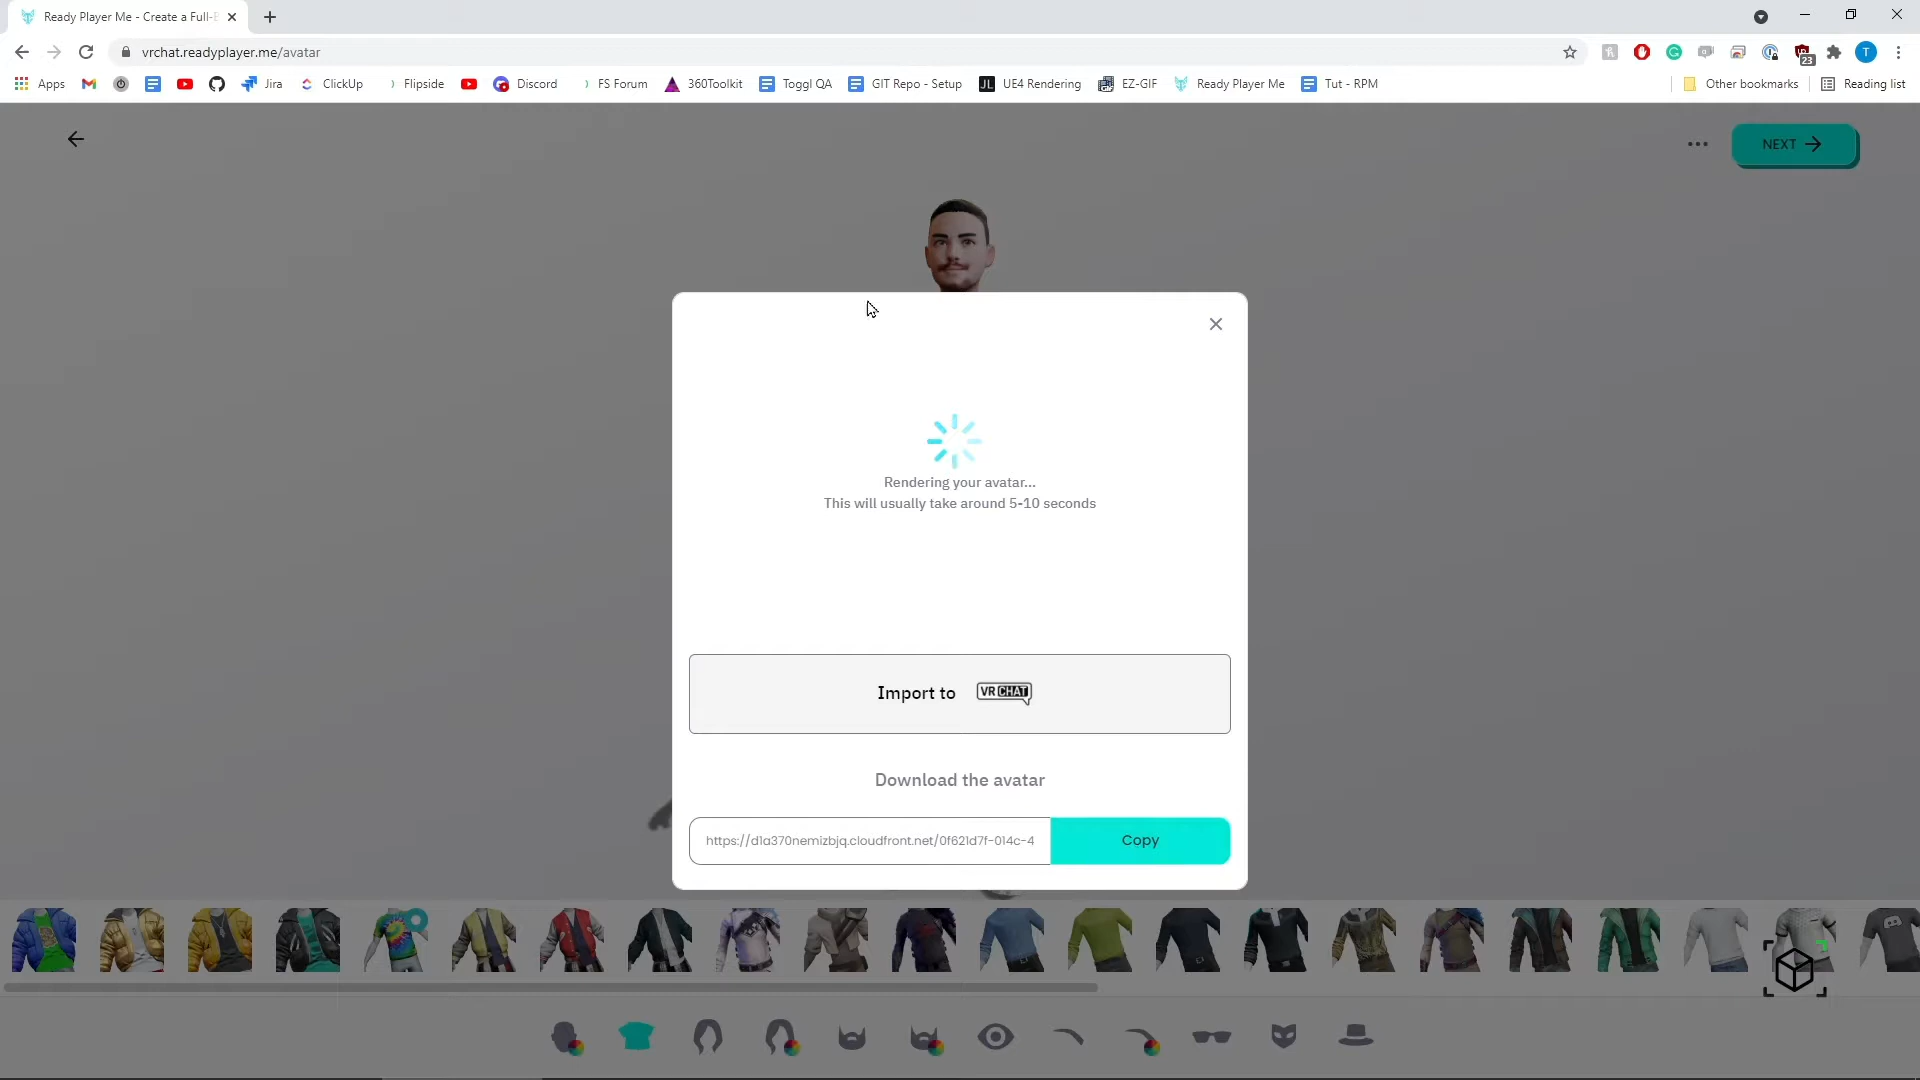 Ready Player Me - Create a Full-B
vrchat.readyplayer.me/avatar
23
T
Apps
Jira
ClickUp
Flipside
Discord
FS Forum
360Toolkit
Toggl QA
GIT Repo - Setup
JL
UE4 Rendering
EZ-GIF
Ready Player Me
Tut - RPM
Other bookmarks
Reading list
NEXT
Rendering your avatar...
This will usually take around 5-10 seconds
Import to VRCHAT
Download the avatar
https://d1a370nemizbjq.cloudfront.net/0f621d7f-014c-4
Copy